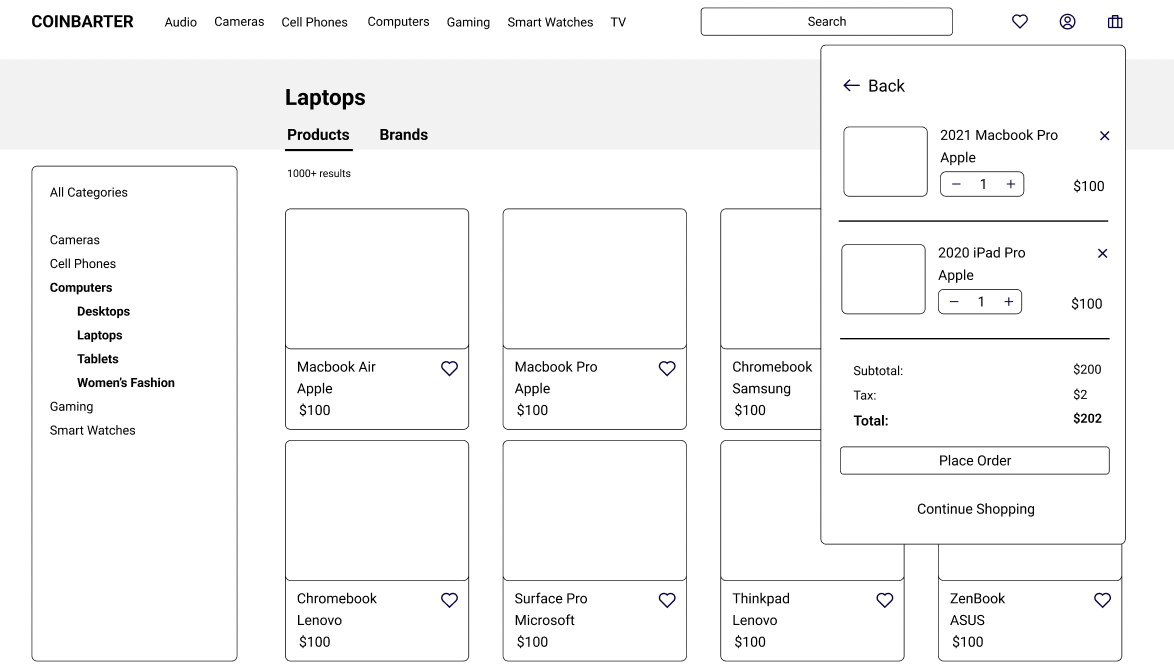 COINBARTER Audio Cameras Cell Phones Computers Gaming Smart Watches TV Search
Laptops
Products Brands
1000+ results
All Categories
Cameras
Cell Phones
Computers
Desktops
Laptops
Tablets
Women's Fashion
Gaming
Smart Watches
Macbook Air
Apple
$100
Macbook Pro
Apple
$100
Chromebook
Samsung
$100
Chromebook
Lenovo
$100
Surface Pro
Microsoft
$100
Thinkpad
Lenovo
$100
ZenBook
ASUS
$100
Back
2021 Macbook Pro
Apple
1
$100
2020 iPad Pro
Apple
1
$100
Subtotal: $200
Tax: $2
Total: $202
Place Order
Continue Shopping